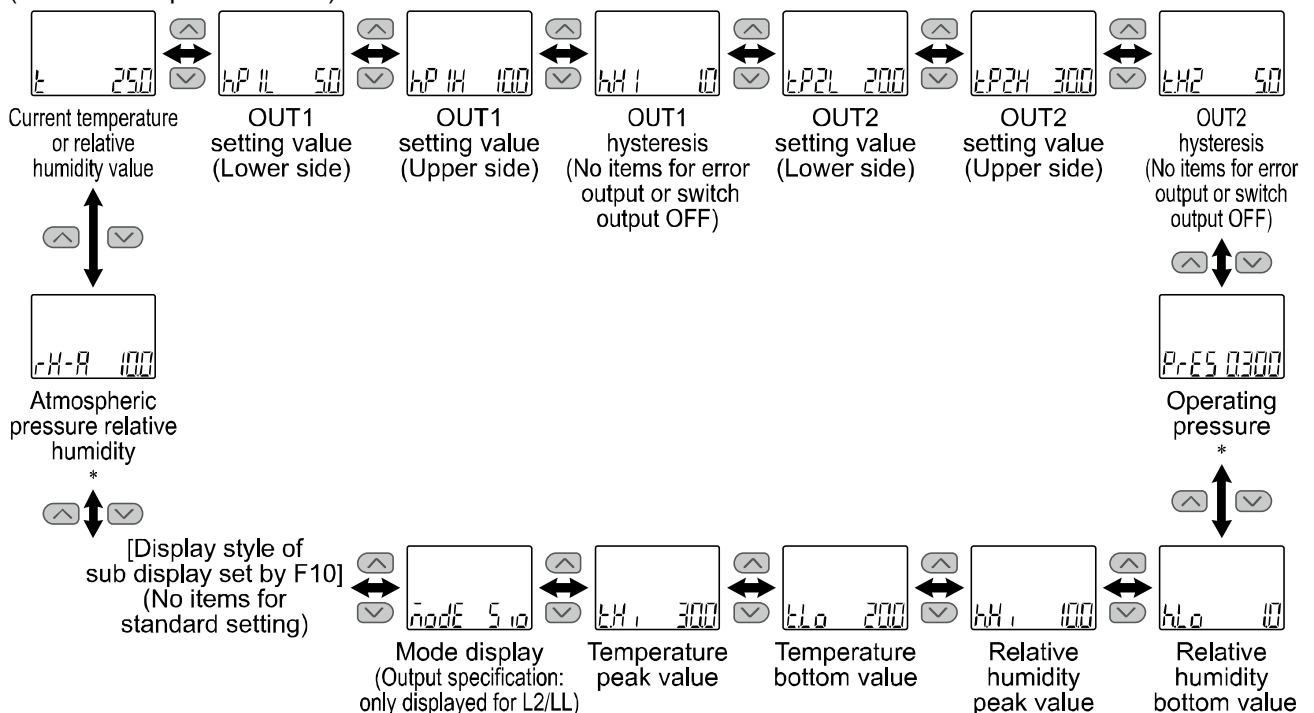 t 25.0
Current temperature
or relative
humidity value
hP1L 5.0
OUT1
setting value
(Lower side)
hP1H 10.0
OUT1
setting value
(Upper side)
hH1 1.0
OUT1
hysteresis
(No items for error
output or switch
output OFF)
tP2L 20.0
OUT2
setting value
(Lower side)
tP2H 30.0
OUT2
setting value
(Upper side)
tH2 5.0
OUT2
hysteresis
(No items for error
output or switch
output OFF)
rH-A 10.0
Atmospheric
pressure relative
humidity
*
PrES 0.300
Operating
pressure
*
[Display style of
sub display set by F10]
(No items for
standard setting)
modE Sio
Mode display
(Output specification:
only displayed for L2/LL)
tHi 30.0
Temperature
peak value
tLo 20.0
Temperature
bottom value
hHi 10.0
Relative
humidity
peak value
hLo 1.0
Relative
humidity
bottom value